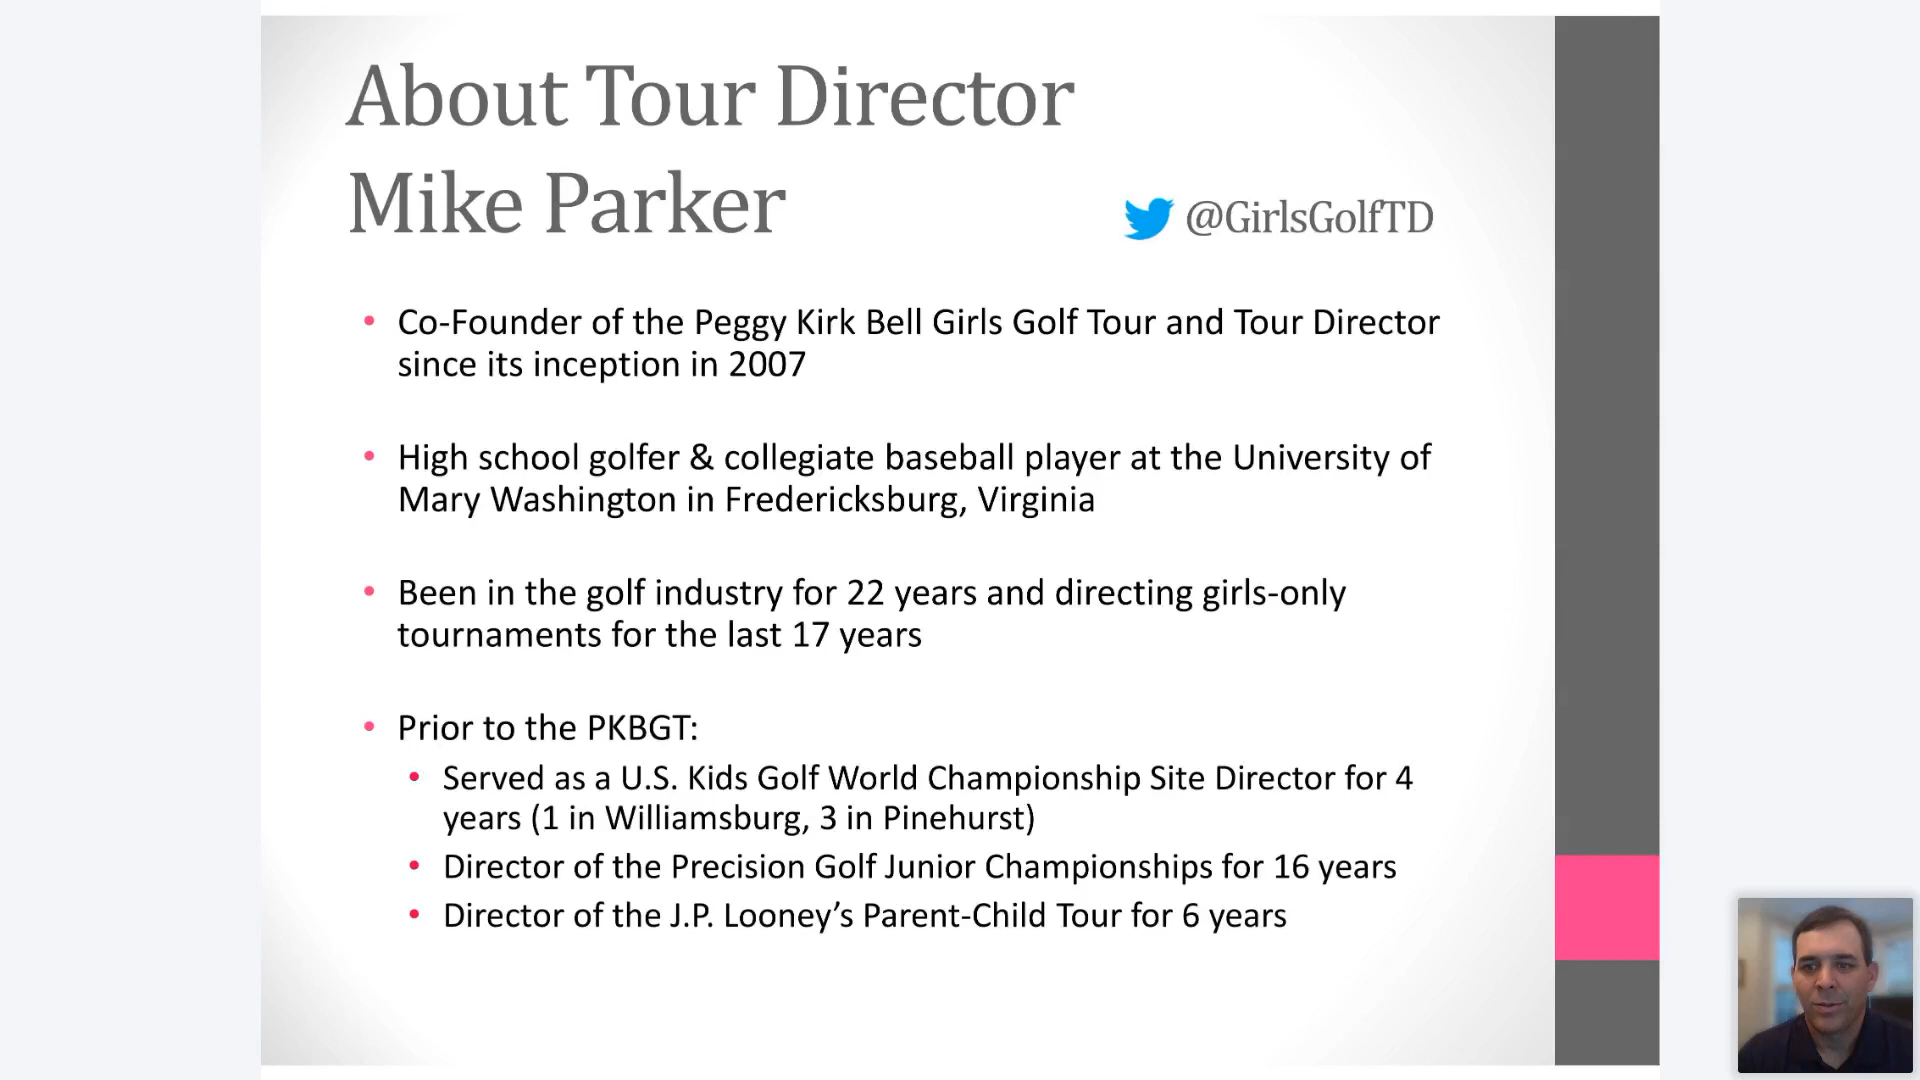 About Tour Director
Mike Parker
@GirlsGolfTD
• Co-Founder of the Peggy Kirk Bell Girls Golf Tour and Tour Director
since its inception in 2007
• High school golfer & collegiate baseball player at the University of
Mary Washington in Fredericksburg, Virginia
• Been in the golf industry for 22 years and directing girls-only
tournaments for the last 17 years
• Prior to the PKBGT:
• Served as a U.S. Kids Golf World Championship Site Director for 4
years (1 in Williamsburg, 3 in Pinehurst)
• Director of the Precision Golf Junior Championships for 16 years
• Director of the J.P. Looney’s Parent-Child Tour for 6 years